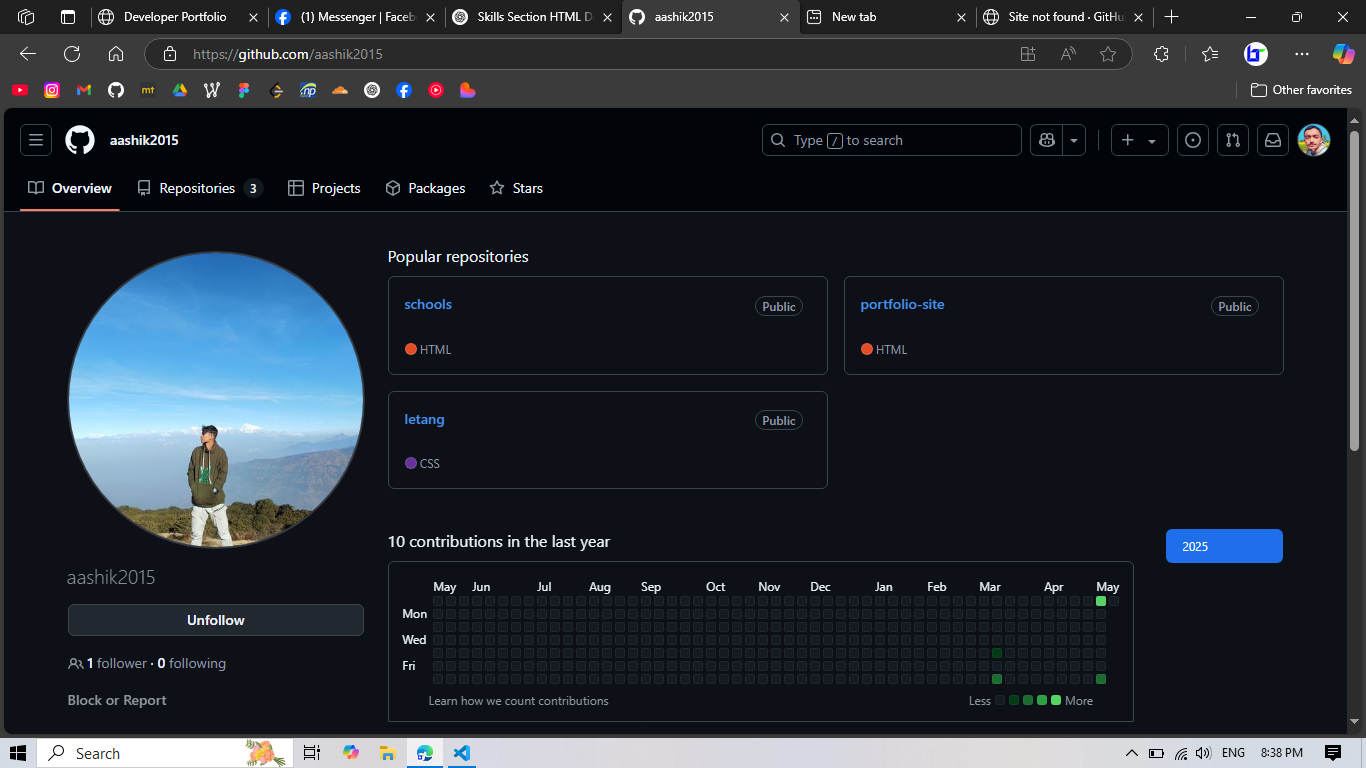 Developer Portfolio
(1) Messenger | Faceb
Skills Section HTML D
aashik2015
New tab
Site not found · GitHu
https://github.com/aashik2015
Other favorites
aashik2015
Type / to search
Overview
Repositories 3
Projects
Packages
Stars
Popular repositories
schools
Public
HTML
portfolio-site
Public
HTML
letang
Public
CSS
10 contributions in the last year
2025
May Jun Jul Aug Sep Oct Nov Dec Jan Feb Mar Apr May
Mon
Wed
Fri
Learn how we count contributions
Less More
aashik2015
Unfollow
1 follower · 0 following
Block or Report
Search
ENG
8:38 PM